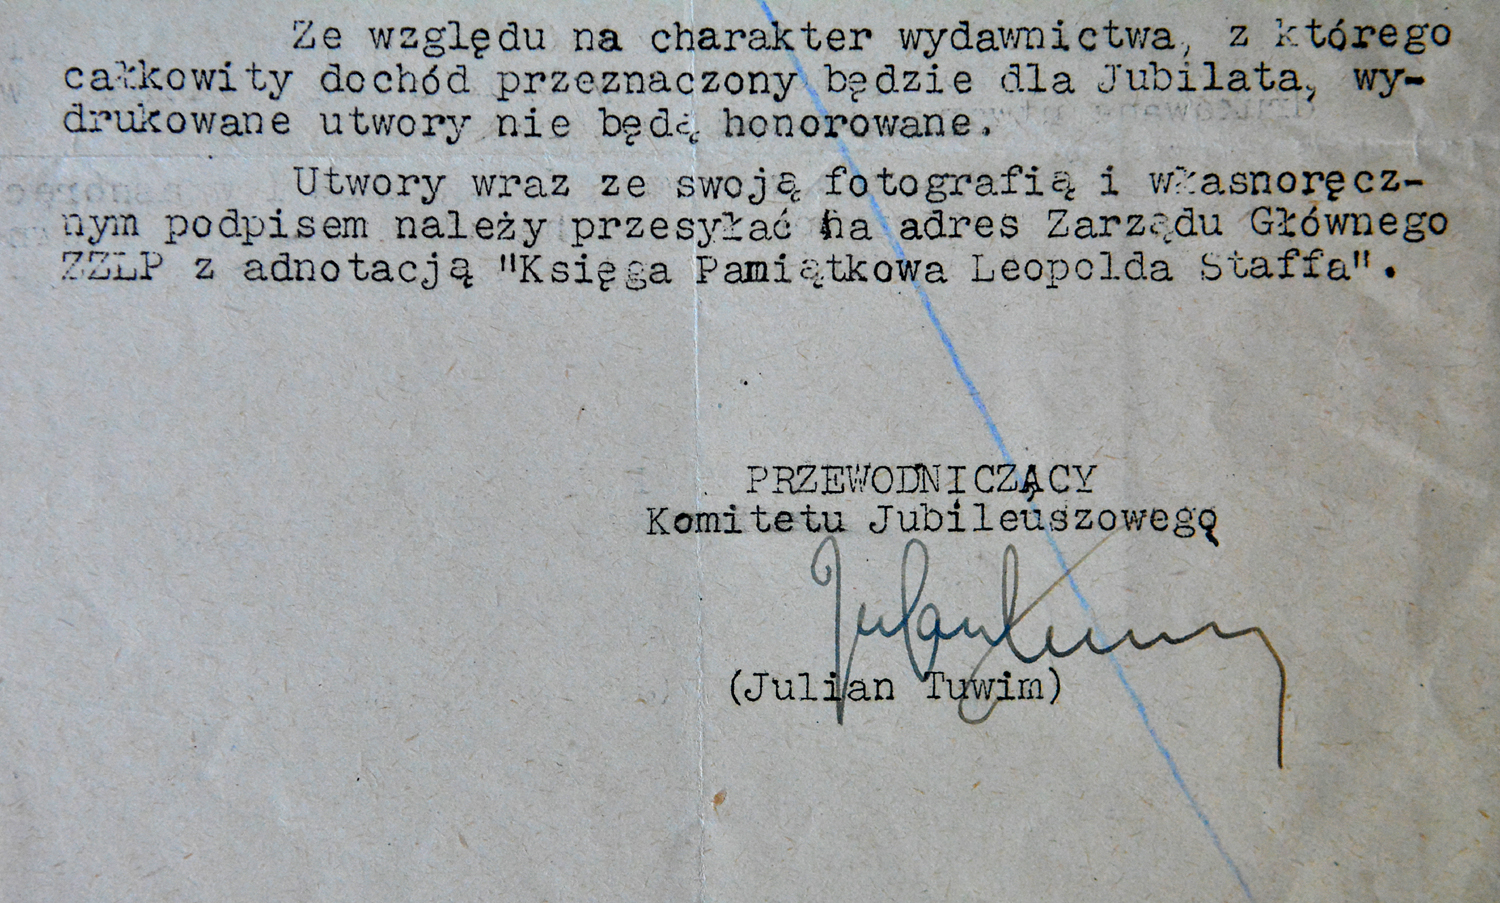 Ze względu na charakter wydawnictwa, z którego
całkowity dochód przeznaczony będzie dla Jubilata, wy-
drukowane utwory nie będą honorowane.
Utwory wraz ze swoją fotografią i własnoręcz-
nym podpisem należy przesyłać na adres Zarządu Głównego
ZZLP z adnotacją "Księga Pamiątkowa Leopolda Staffa".
PRZEWODNICZĄCY
Komitetu Jubileuszowego
Julian Tuwim
(Julian Tuwim)